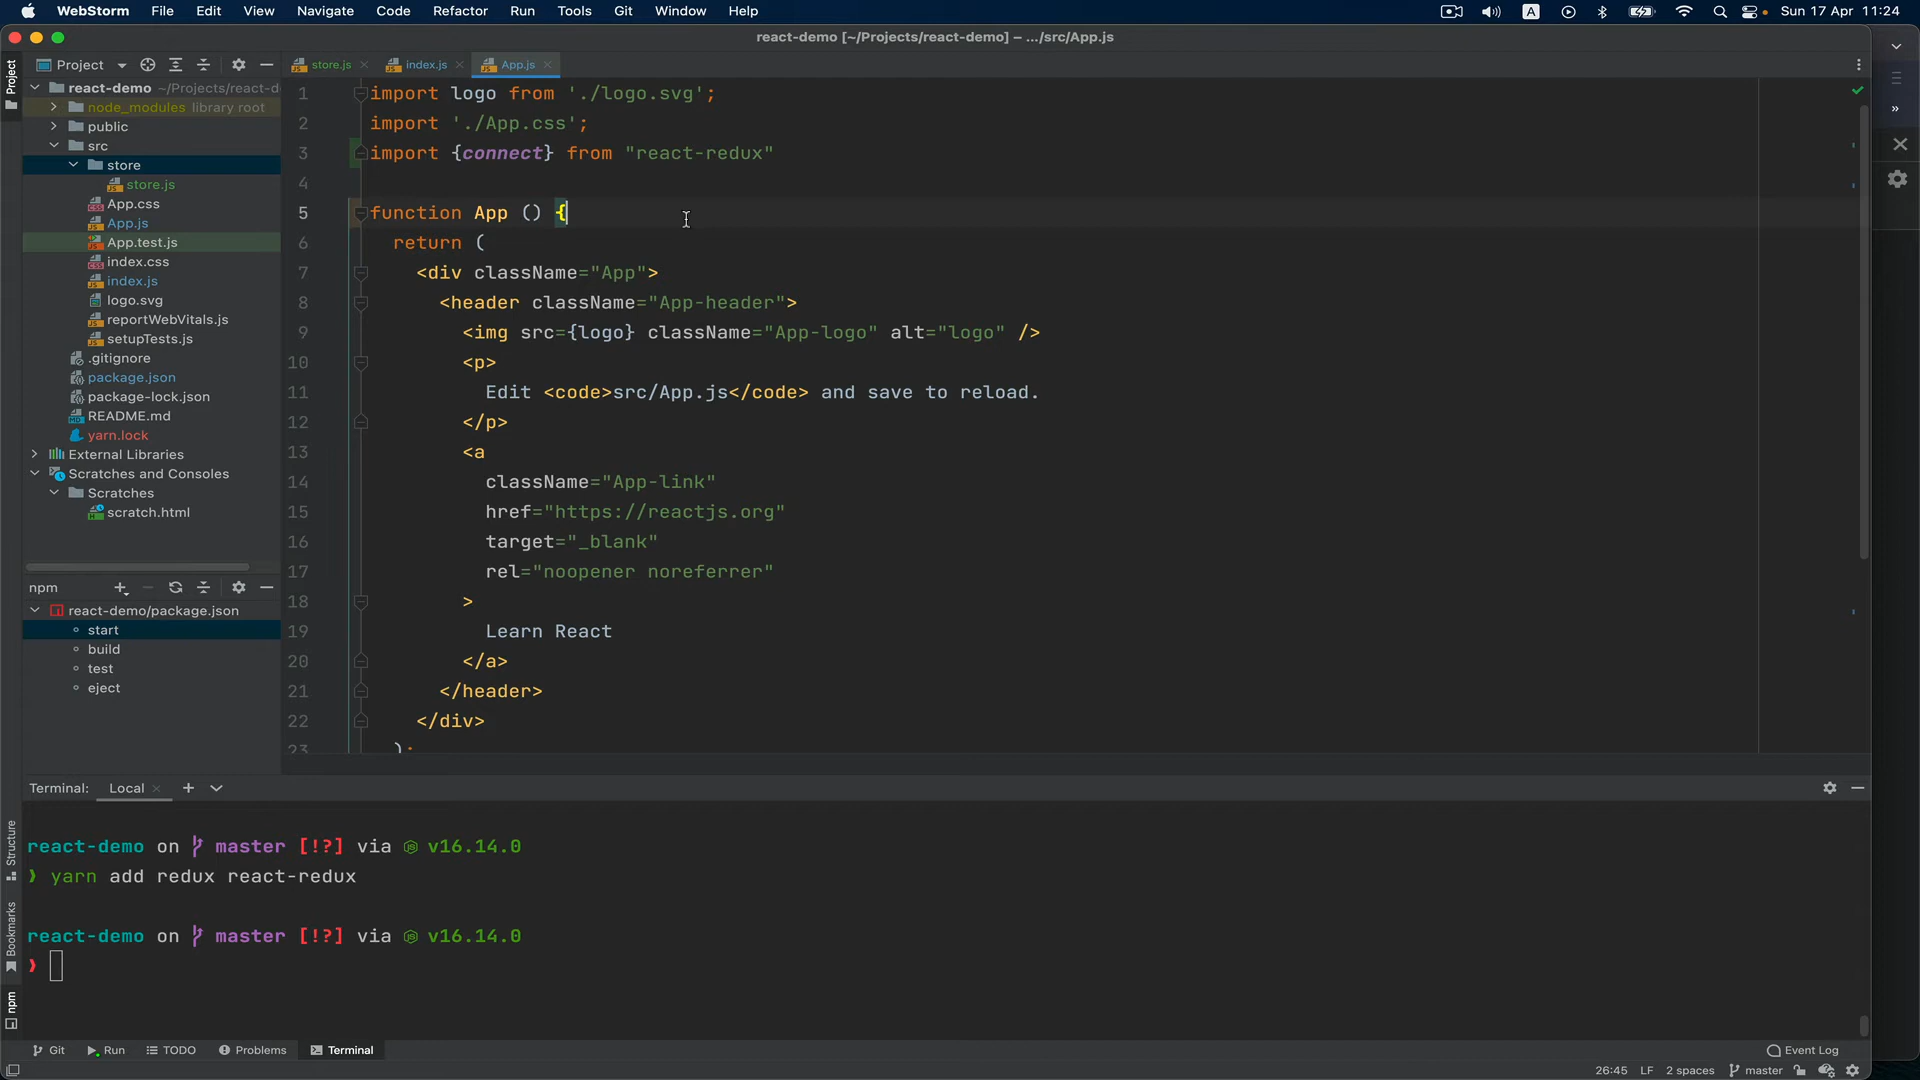 WebStorm File Edit View Navigate Code Refactor Run Tools Git Window Help A Sun 17 Apr 11:24
react-demo [~/Projects/react-demo] – .../src/App.js
Project
Project
store.js
index.js
App.js
react-demo ~/Projects/react-d
node_modules library root
public
src
store
store.js
App.css
App.js
App.test.js
index.css
index.js
logo.svg
reportWebVitals.js
setupTests.js
.gitignore
package.json
package-lock.json
README.md
yarn.lock
External Libraries
Scratches and Consoles
Scratches
scratch.html
npm
react-demo/package.json
start
build
test
eject
1 import logo from './logo.svg';
2 import './App.css';
3 import {connect} from "react-redux"
4
5 function App () {
6 return (
7 <div className="App">
8 <header className="App-header">
9 <img src={logo} className="App-logo" alt="logo" />
10 <p>
11 Edit <code>src/App.js</code> and save to reload.
12 </p>
13 <a
14 className="App-link"
15 href="https://reactjs.org"
16 target="_blank"
17 rel="noopener noreferrer"
18 >
19 Learn React
20 </a>
21 </header>
22 </div>
23 );
Terminal: Local
react-demo on master [!?] via v16.14.0
❯ yarn add redux react-redux
react-demo on master [!?] via v16.14.0
❯
Structure
Bookmarks
npm
Git Run TODO Problems Terminal Event Log
26:45 LF 2 spaces master